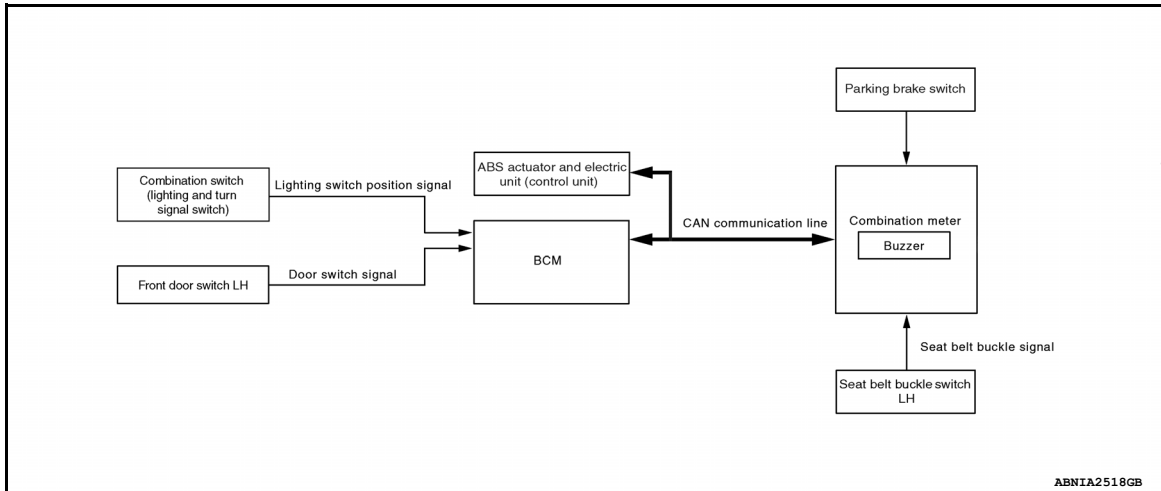 Parking brake switch
ABS actuator and electric
unit (control unit)
Combination switch
(lighting and turn
signal switch)
Lighting switch position signal
CAN communication line
Combination meter
Buzzer
BCM
Door switch signal
Front door switch LH
Seat belt buckle signal
Seat belt buckle switch
LH
ABNIA2518GB